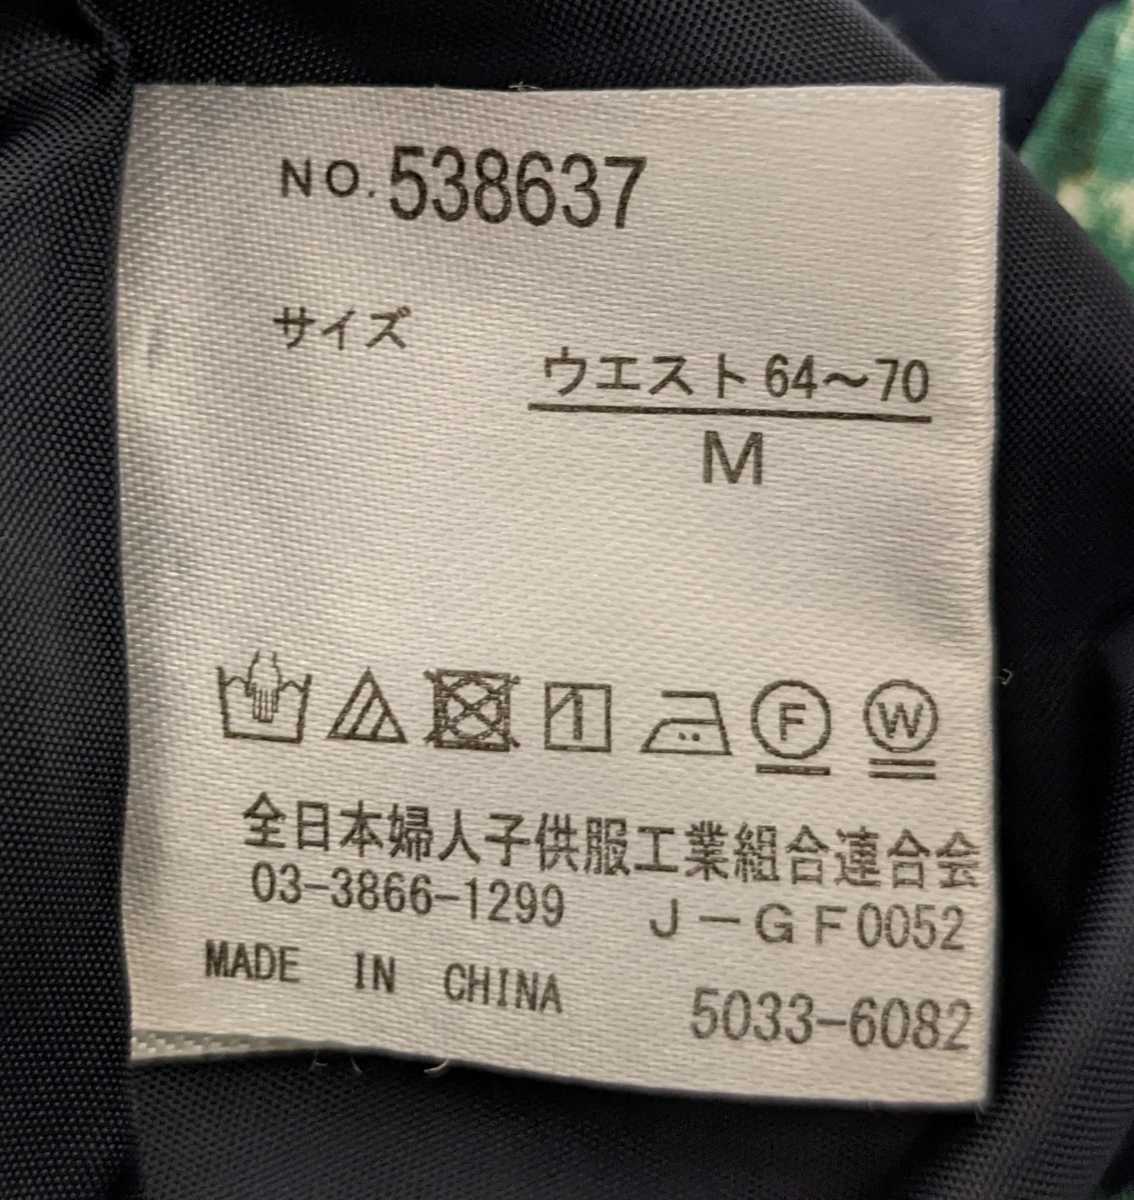 NO.538637
サイズ
ウエスト64～70
M
F W
全日本婦人子供服工業組合連合会
03-3866-1299 J－GF0052
MADE IN CHINA 5033-6082